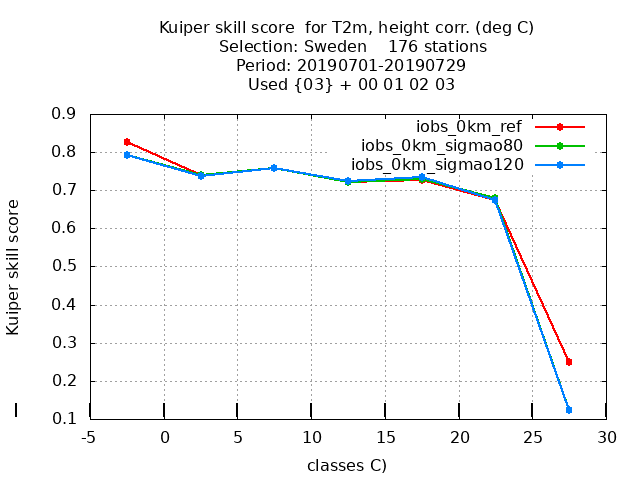 Kuiper skill score  for T2m, height corr. (deg C)
Selection: Sweden    176 stations
Period: 20190701-20190729
Used {03} + 00 01 02 03
iobs_0km_ref
iobs_0km_sigmao80
iobs_0km_sigmao120
0.9
0.8
0.7
0.6
0.5
0.4
0.3
0.2
0.1
Kuiper skill score
-5
0
5
10
15
20
25
30
classes C)